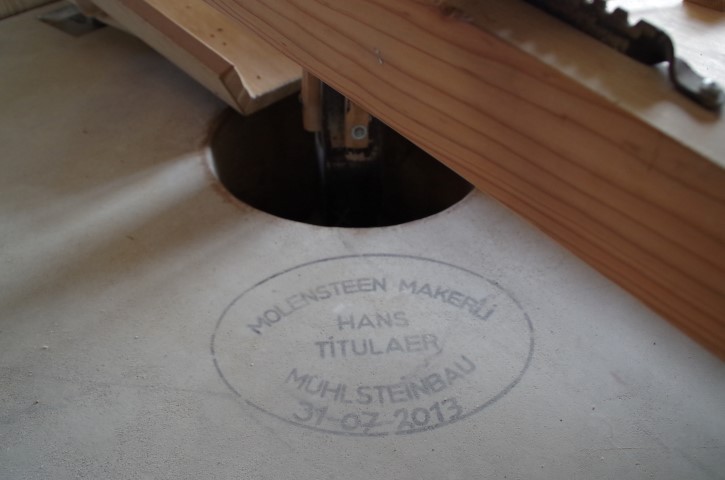 MOLENSTEEN MAKERIJ
HANS
TITULAER
MÜHLSTEINBAU
31-07 2013